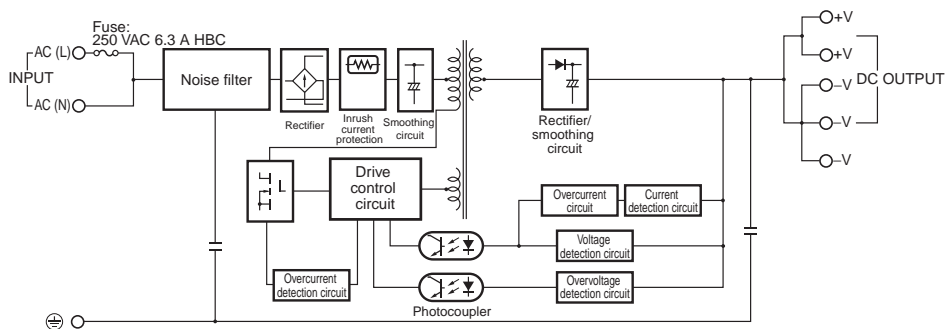 Fuse:
250 VAC 6.3 A HBC
AC (L)
INPUT
AC (N)
Noise filter
Rectifier
Inrush
current
protection
Smoothing
circuit
Rectifier/
smoothing
circuit
+V
+V
DC OUTPUT
–V
–V
–V
Drive
control
circuit
Overcurrent
circuit
Current
detection circuit
Voltage
detection circuit
Overcurrent
detection circuit
Overvoltage
detection circuit
Photocoupler